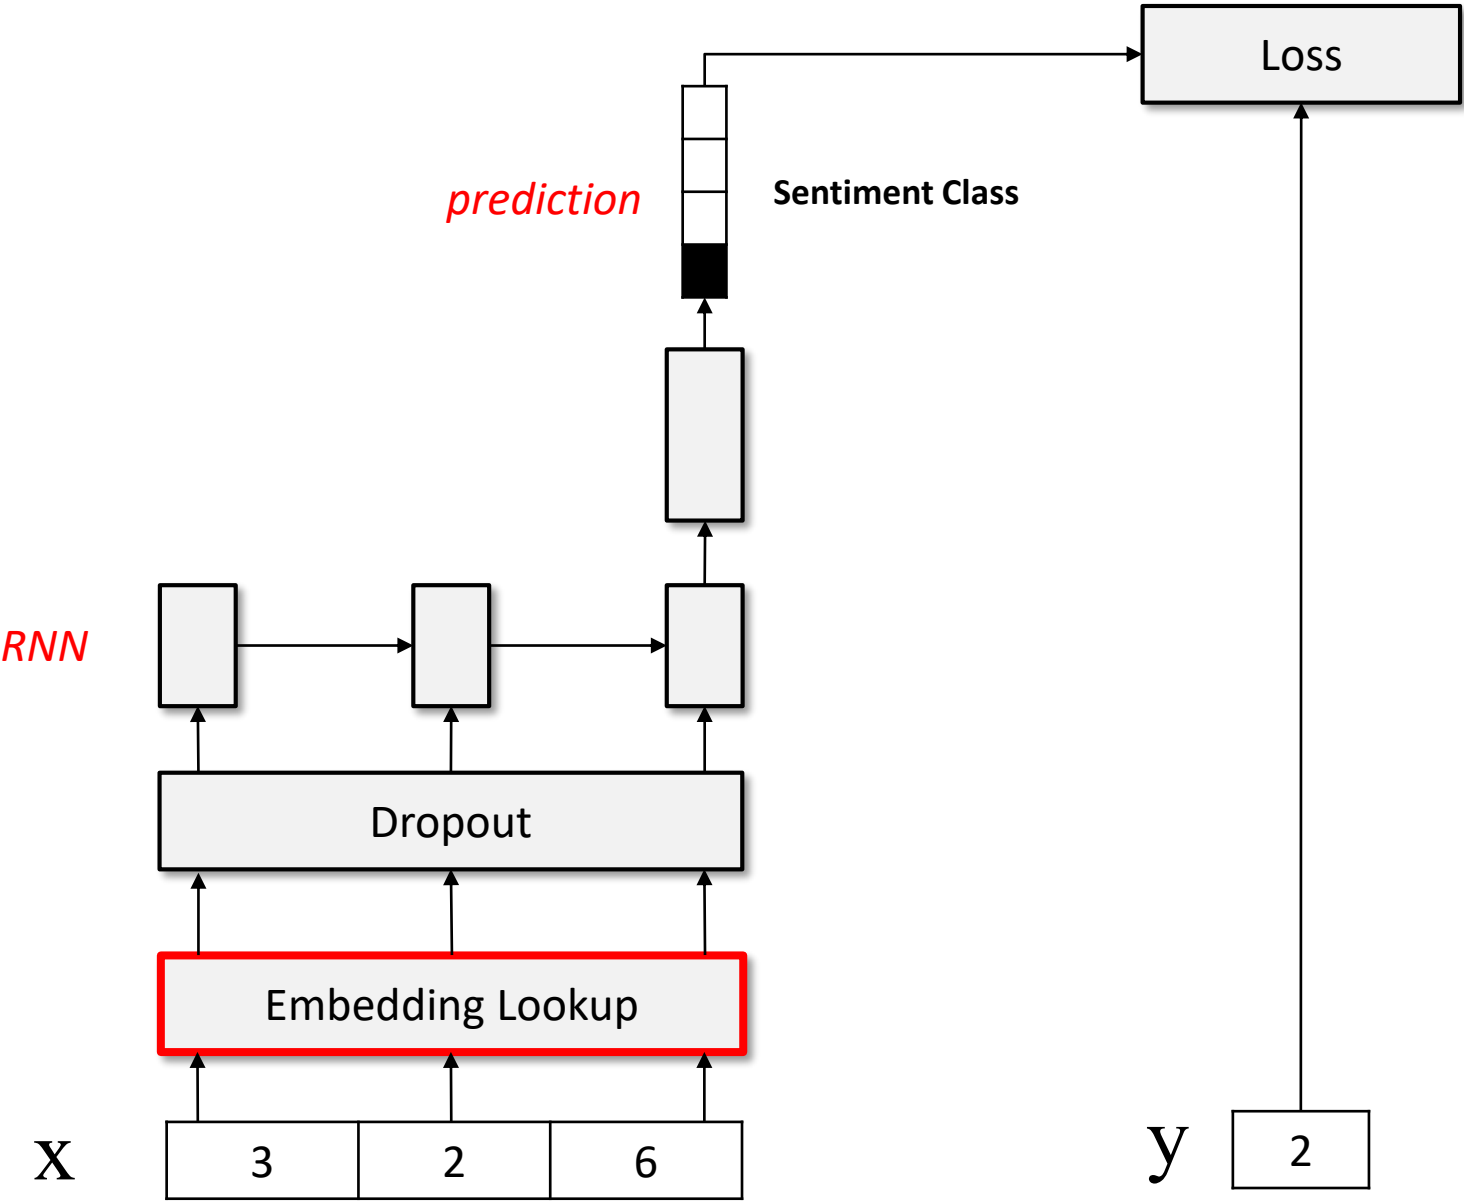 Loss
prediction
Sentiment Class
RNN
Dropout
Embedding Lookup
x 3 2 6
y 2